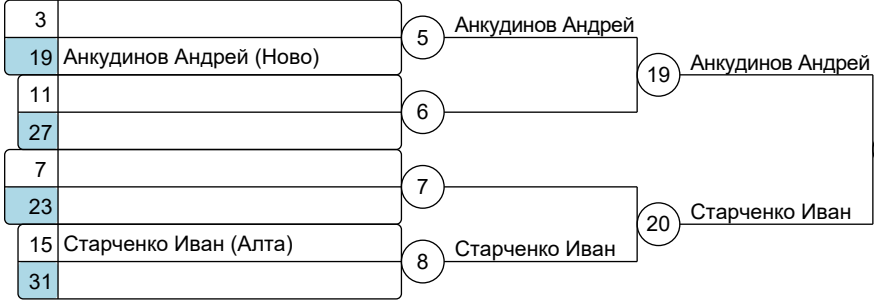 3
19 Анкудинов Андрей (Ново)
11
27
7
23
15 Старченко Иван (Алта)
31
5
6
7
8
Анкудинов Андрей
Старченко Иван
19
20
Анкудинов Андрей
Старченко Иван